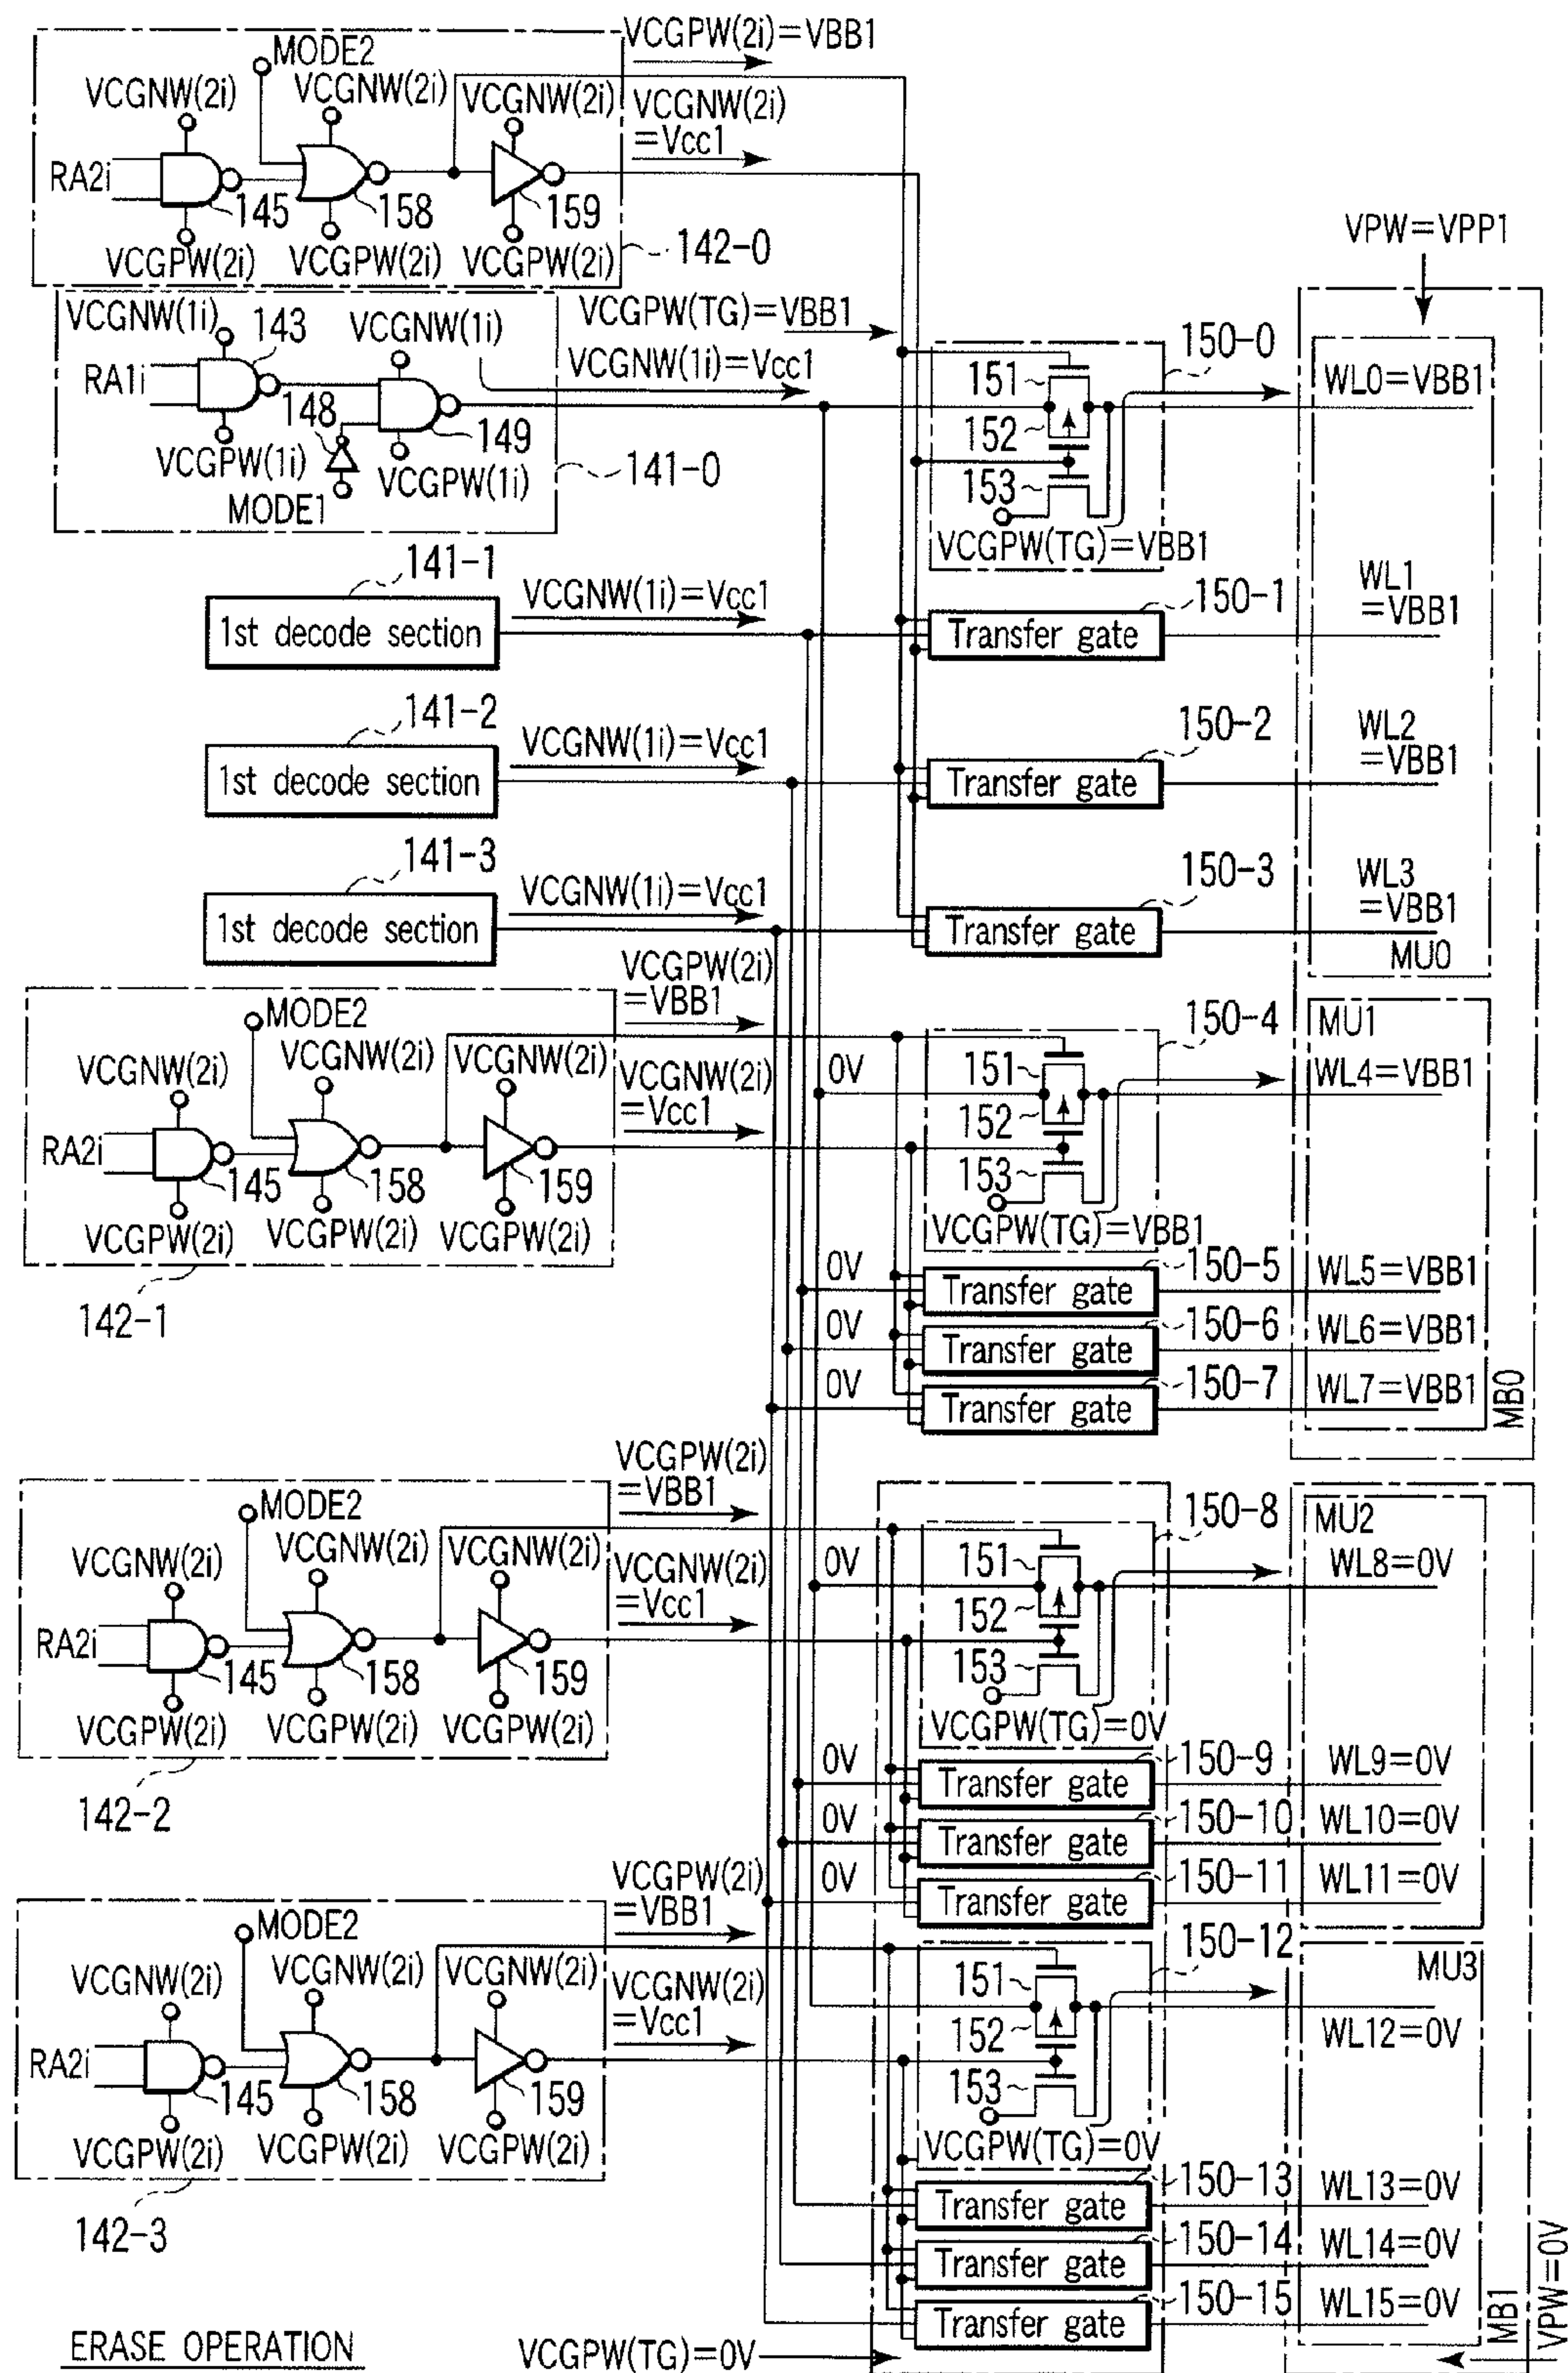 VCGPW(2i)=VBB1
MODE2
VCGNW(2i)
VCGNW(2i)
VCGNW(2i)
VCGNW(2i)
=Vcc1
RA2i
145
158
159
VCGPW(2i)
VCGPW(2i)
VCGPW(2i)
142-0
VPW=VPP1
VCGNW(1i)
143
VCGNW(1i)
VCGPW(TG)=VBB1
VCGNW(1i)=Vcc1
150-0
RA1i
148
149
151
152
153
WL0=VBB1
VCGPW(1i)
VCGPW(1i)
MODE1
141-0
VCGPW(TG)=VBB1
141-1
1st decode section
VCGNW(1i)=Vcc1
150-1
Transfer gate
WL1
=VBB1
141-2
1st decode section
VCGNW(1i)=Vcc1
150-2
Transfer gate
WL2
=VBB1
141-3
1st decode section
VCGNW(1i)=Vcc1
150-3
Transfer gate
WL3
=VBB1
MU0
VCGPW(2i)
=VBB1
MODE2
VCGNW(2i)
VCGNW(2i)
VCGNW(2i)
VCGNW(2i)
=Vcc1
RA2i
145
158
159
VCGPW(2i)
VCGPW(2i)
VCGPW(2i)
142-1
150-4
0V
151
152
153
VCGPW(TG)=VBB1
MU1
WL4=VBB1
0V
Transfer gate
150-5
WL5=VBB1
0V
Transfer gate
150-6
WL6=VBB1
0V
Transfer gate
150-7
WL7=VBB1
MB0
VCGPW(2i)
=VBB1
MODE2
VCGNW(2i)
VCGNW(2i)
VCGNW(2i)
VCGNW(2i)
=Vcc1
RA2i
145
158
159
VCGPW(2i)
VCGPW(2i)
VCGPW(2i)
142-2
150-8
0V
151
152
153
VCGPW(TG)=0V
MU2
WL8=0V
0V
Transfer gate
150-9
WL9=0V
0V
Transfer gate
150-10
WL10=0V
0V
Transfer gate
150-11
WL11=0V
VCGPW(2i)
=VBB1
MODE2
VCGNW(2i)
VCGNW(2i)
VCGNW(2i)
VCGNW(2i)
=Vcc1
RA2i
145
158
159
VCGPW(2i)
VCGPW(2i)
VCGPW(2i)
142-3
150-12
151
152
153
VCGPW(TG)=0V
MU3
WL12=0V
Transfer gate
150-13
WL13=0V
Transfer gate
150-14
WL14=0V
Transfer gate
150-15
WL15=0V
MB1
VPW=0V
ERASE OPERATION
VCGPW(TG)=0V